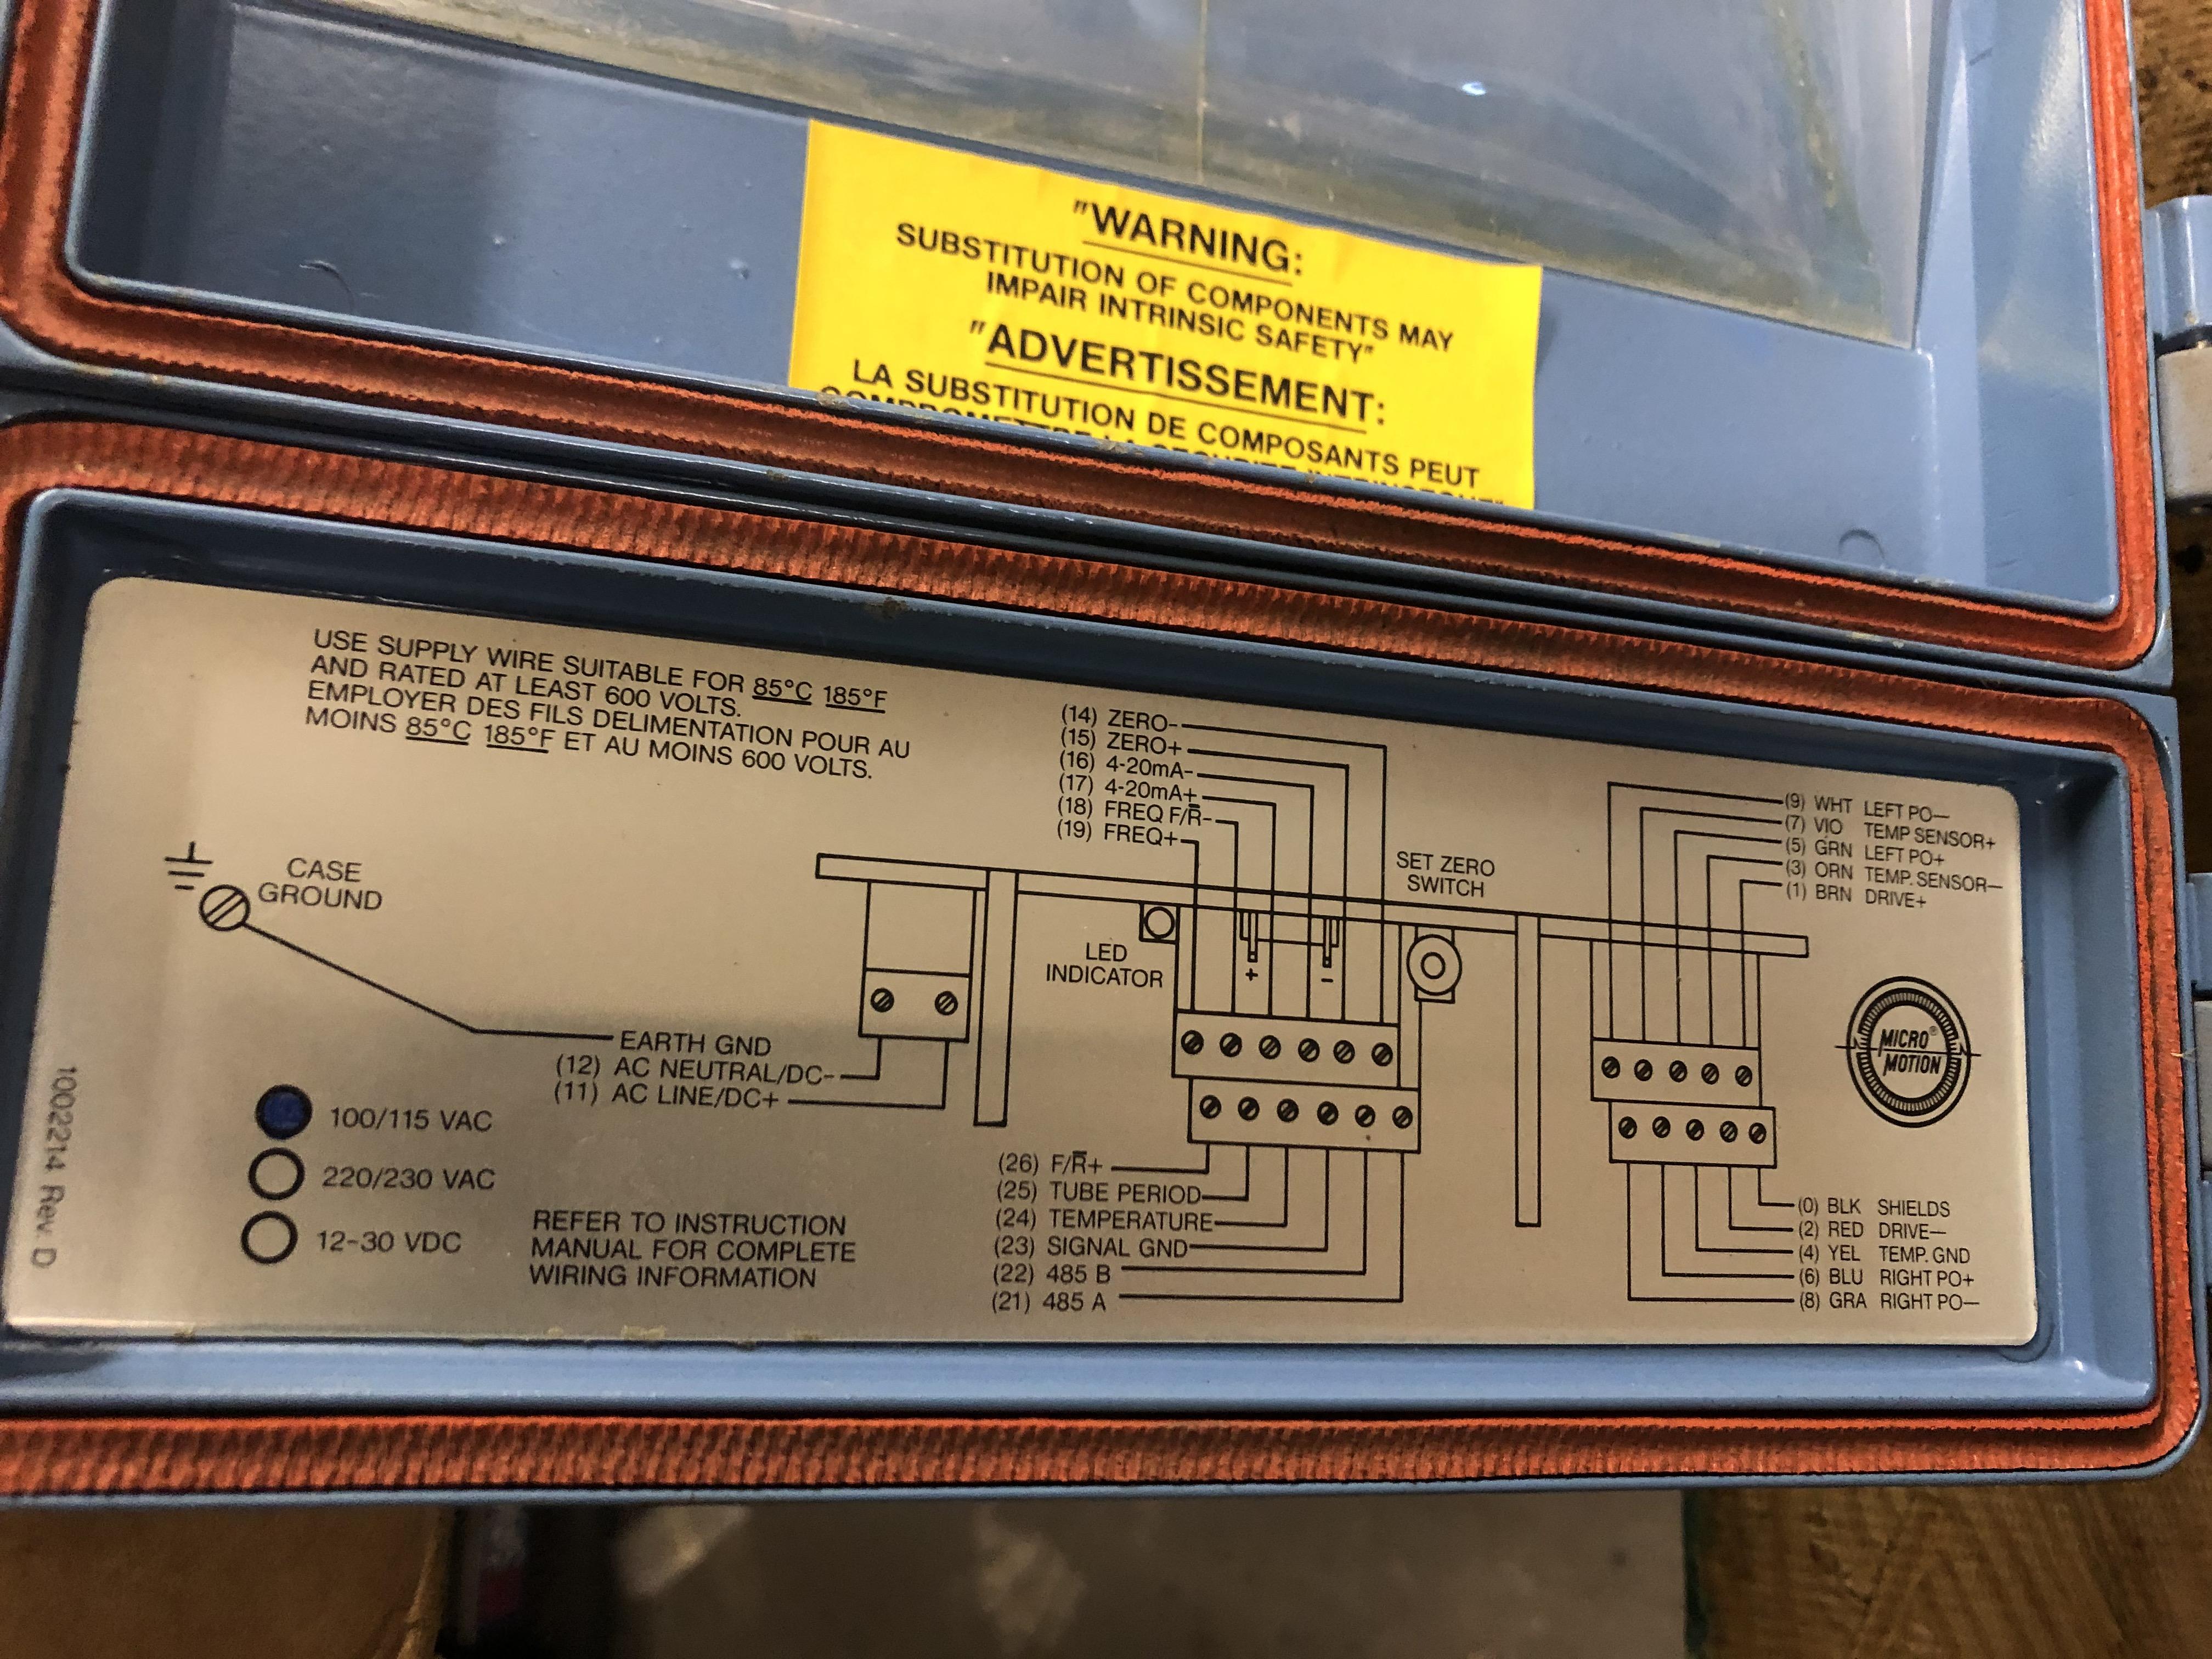 "WARNING:
SUBSTITUTION OF COMPONENTS MAY
IMPAIR INTRINSIC SAFETY"
"ADVERTISSEMENT:
LA SUBSTITUTION DE COMPOSANTS PEUT
COMPROMETTRE LA SECURITE INTRINSEQUE"
USE SUPPLY WIRE SUITABLE FOR 85°C 185°F
AND RATED AT LEAST 600 VOLTS.
EMPLOYER DES FILS DELIMENTATION POUR AU
MOINS 85°C 185°F ET AU MOINS 600 VOLTS.
CASE
GROUND
EARTH GND
(12) AC NEUTRAL/DC-
(11) AC LINE/DC+
100/115 VAC
220/230 VAC
12-30 VDC
REFER TO INSTRUCTION
MANUAL FOR COMPLETE
WIRING INFORMATION
1002214 Rev. D
(14) ZERO-
(15) ZERO+
(16) 4-20mA-
(17) 4-20mA+
(18) FREQ F/R̅-
(19) FREQ+
LED
INDICATOR
+
-
SET ZERO
SWITCH
(26) F/R̅+
(25) TUBE PERIOD
(24) TEMPERATURE
(23) SIGNAL GND
(22) 485 B
(21) 485 A
(9) WHT LEFT PO-
(7) VIO TEMP SENSOR+
(5) GRN LEFT PO+
(3) ORN TEMP. SENSOR-
(1) BRN DRIVE+
MICRO®
MOTION
(0) BLK SHIELDS
(2) RED DRIVE-
(4) YEL TEMP. GND
(6) BLU RIGHT PO+
(8) GRA RIGHT PO-